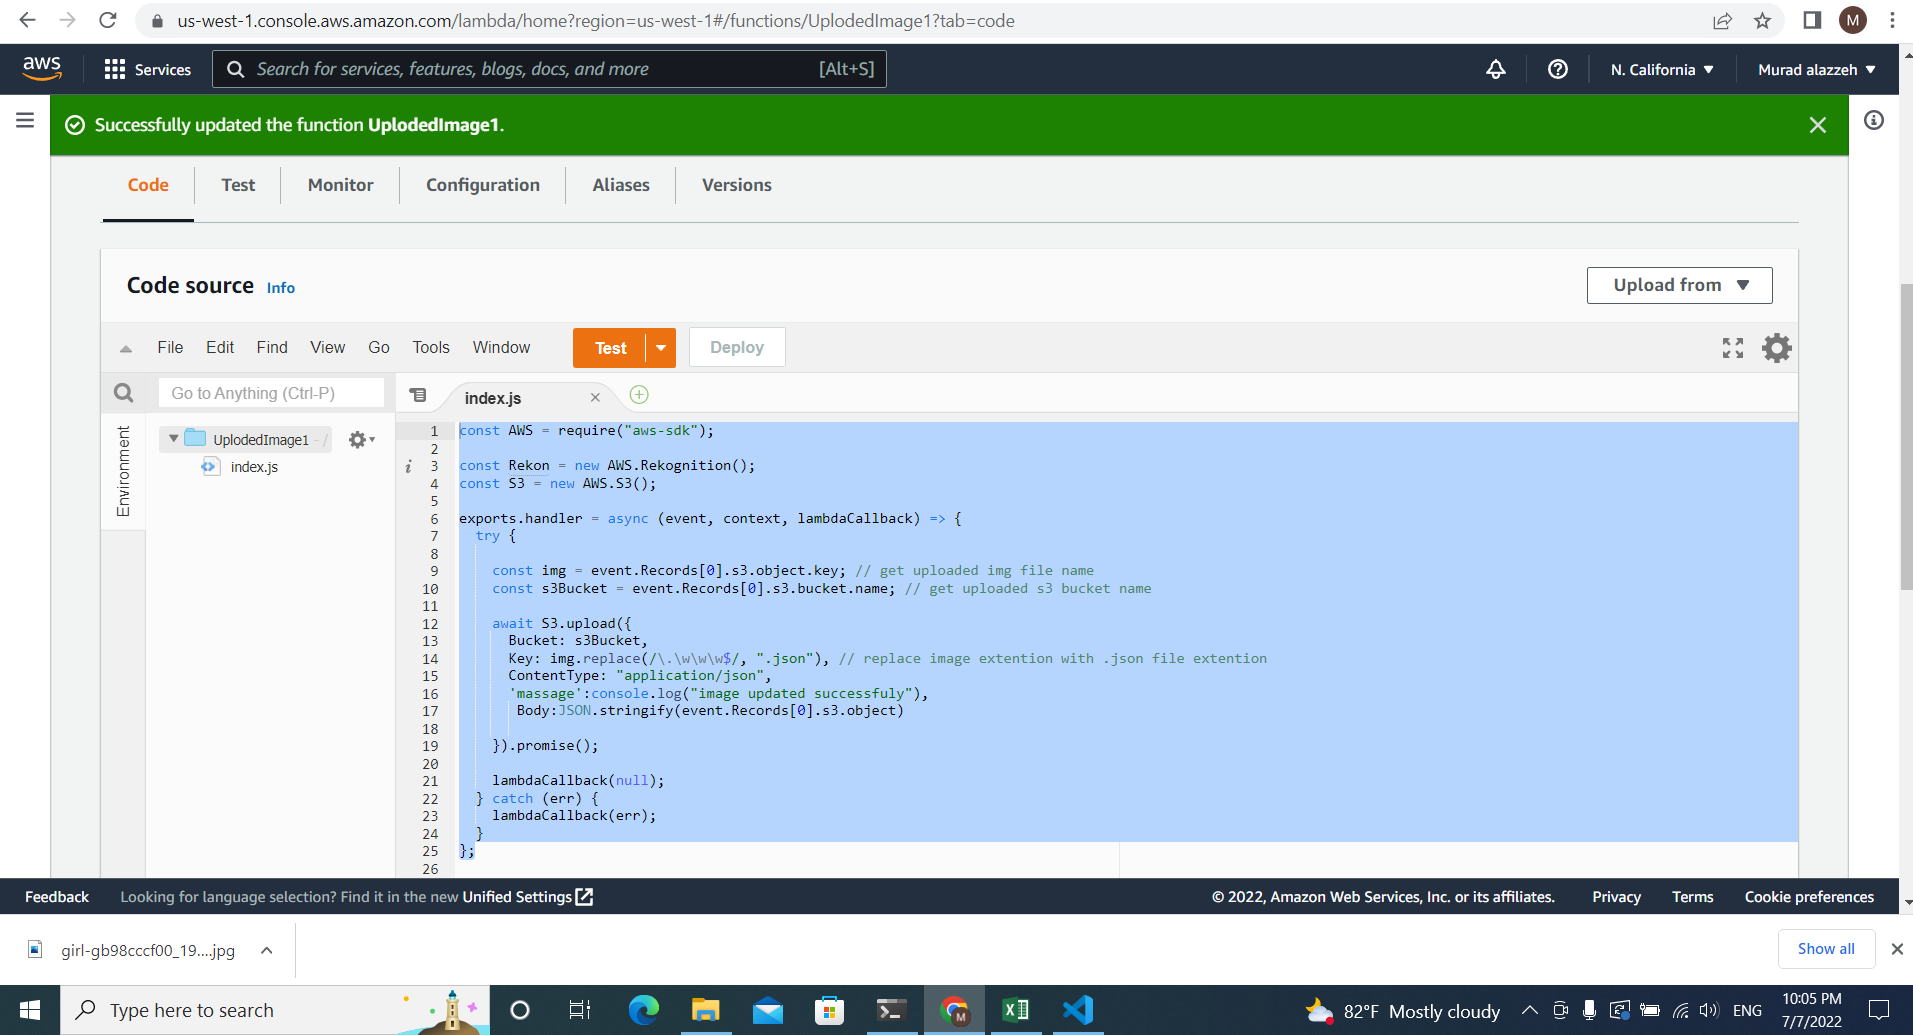 us-west-1.console.aws.amazon.com/lambda/home?region=us-west-1#/functions/UplodedImage1?tab=code
M
aws
Services
Search for services, features, blogs, docs, and more
[Alt+S]
N. California
Murad alazzeh
Successfully updated the function UplodedImage1.
Code
Test
Monitor
Configuration
Aliases
Versions
Code source Info
Upload from
File Edit Find View Go Tools Window
Test
Deploy
Go to Anything (Ctrl-P)
index.js
Environment
UplodedImage1 - /
index.js
1 const AWS = require("aws-sdk");
2
3 const Rekon = new AWS.Rekognition();
4 const S3 = new AWS.S3();
5
6 exports.handler = async (event, context, lambdaCallback) => {
7 try {
8
9 const img = event.Records[0].s3.object.key; // get uploaded img file name
10 const s3Bucket = event.Records[0].s3.bucket.name; // get uploaded s3 bucket name
11
12 await S3.upload({
13 Bucket: s3Bucket,
14 Key: img.replace(/\.\w\w\w$/, ".json"), // replace image extention with .json file extention
15 ContentType: "application/json",
16 'massage':console.log("image updated successfuly"),
17 Body:JSON.stringify(event.Records[0].s3.object)
18
19 }).promise();
20
21 lambdaCallback(null);
22 } catch (err) {
23 lambdaCallback(err);
24 }
25 };
26
Feedback
Looking for language selection? Find it in the new Unified Settings
© 2022, Amazon Web Services, Inc. or its affiliates.
Privacy
Terms
Cookie preferences
girl-gb98cccf00_19....jpg
Show all
Type here to search
82°F Mostly cloudy
ENG
10:05 PM
7/7/2022